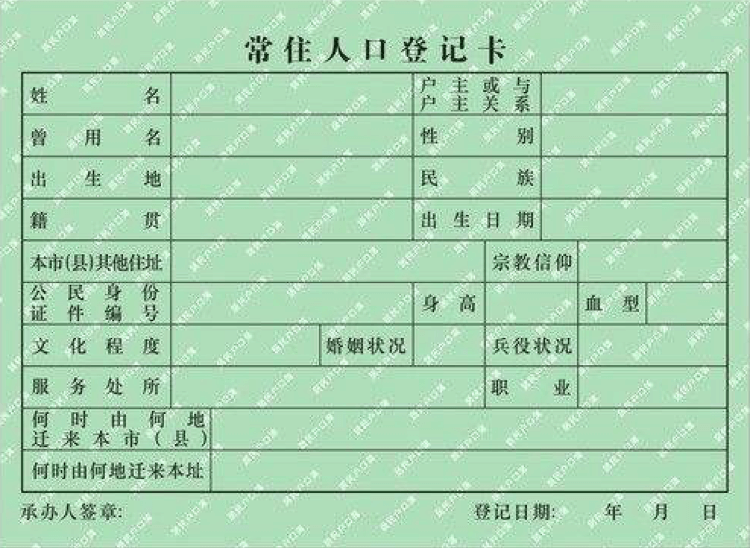 常住人口登记卡
姓名 户主或与户主关系
曾用名 性别
出生地 民族
籍贯 出生日期
本市(县)其他住址 宗教信仰
公民身份证件编号 身高 血型
文化程度 婚姻状况 兵役状况
服务处所 职业
何时由何地迁来本市(县)
何时由何地迁来本址
承办人签章: 登记日期: 年 月 日
居民户口簿